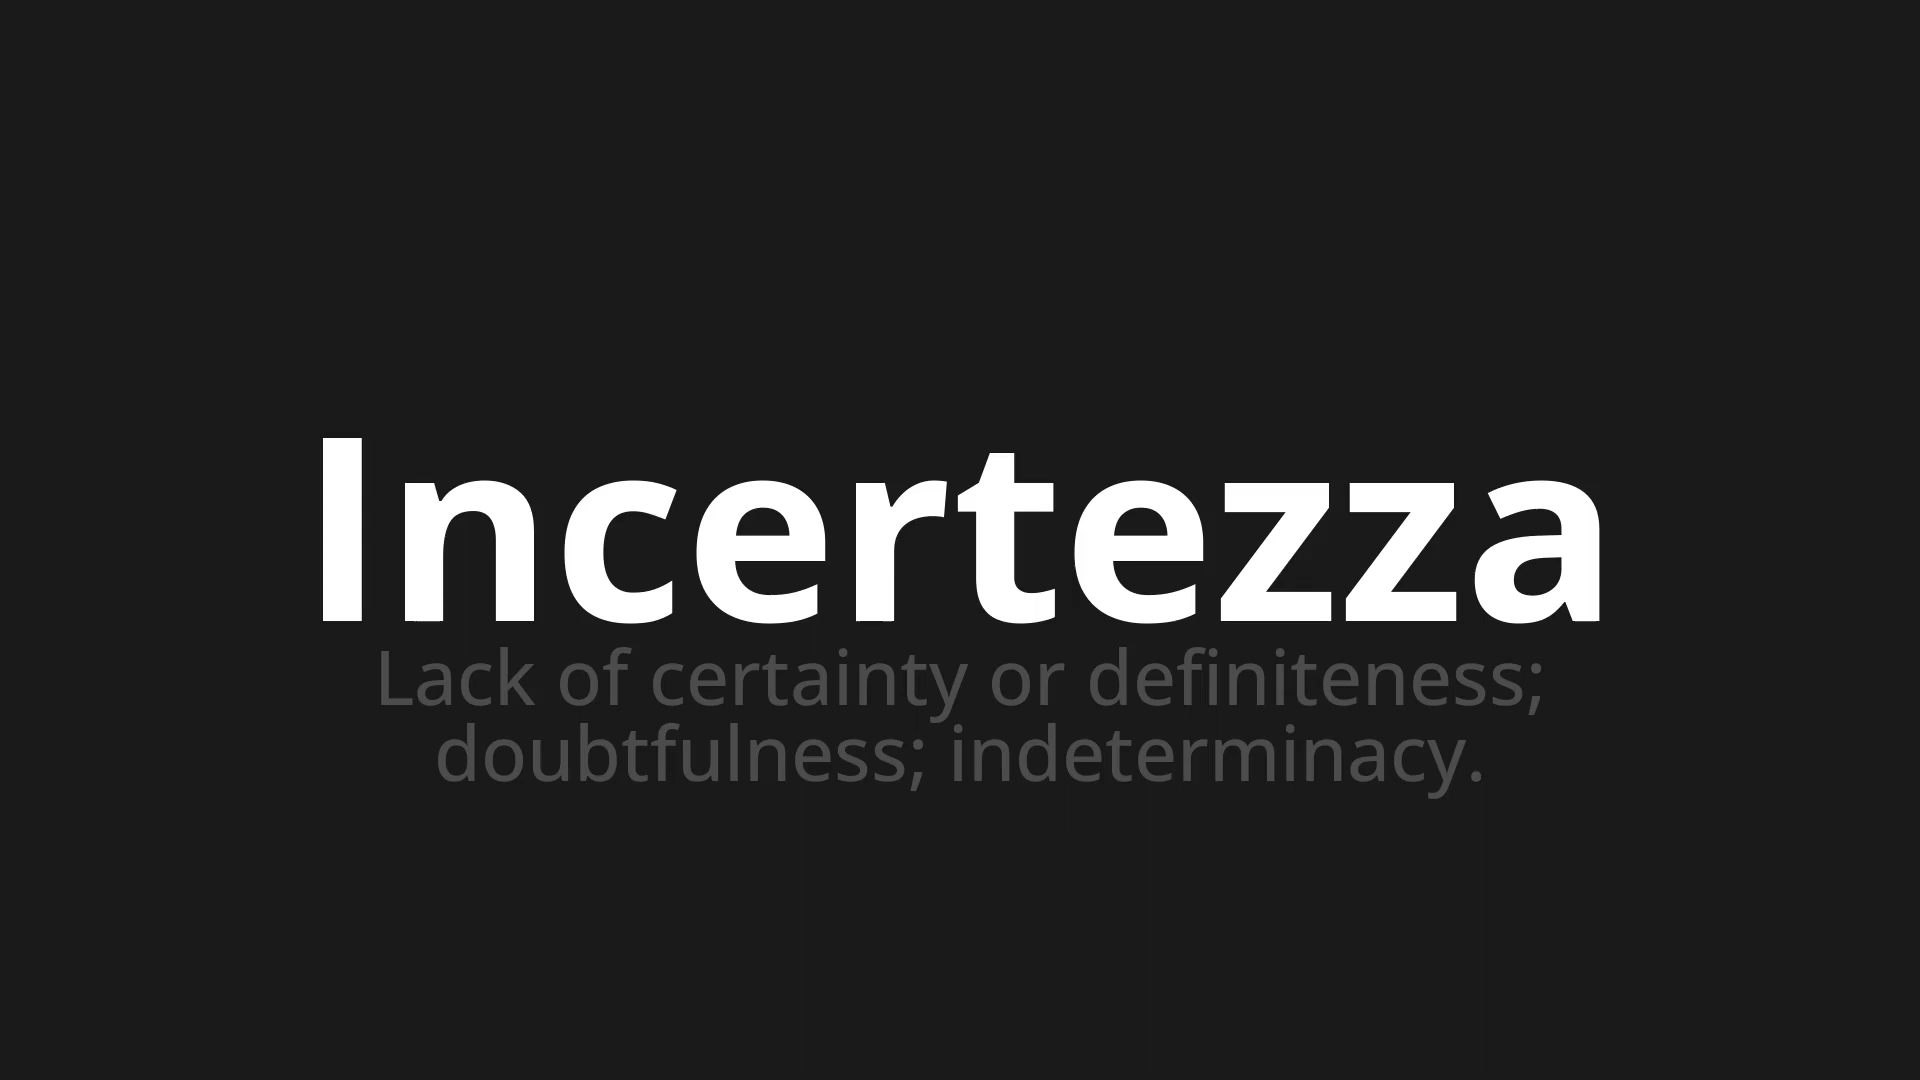 Incertezza
Lack of certainty or definiteness;
doubtfulness; indeterminacy.